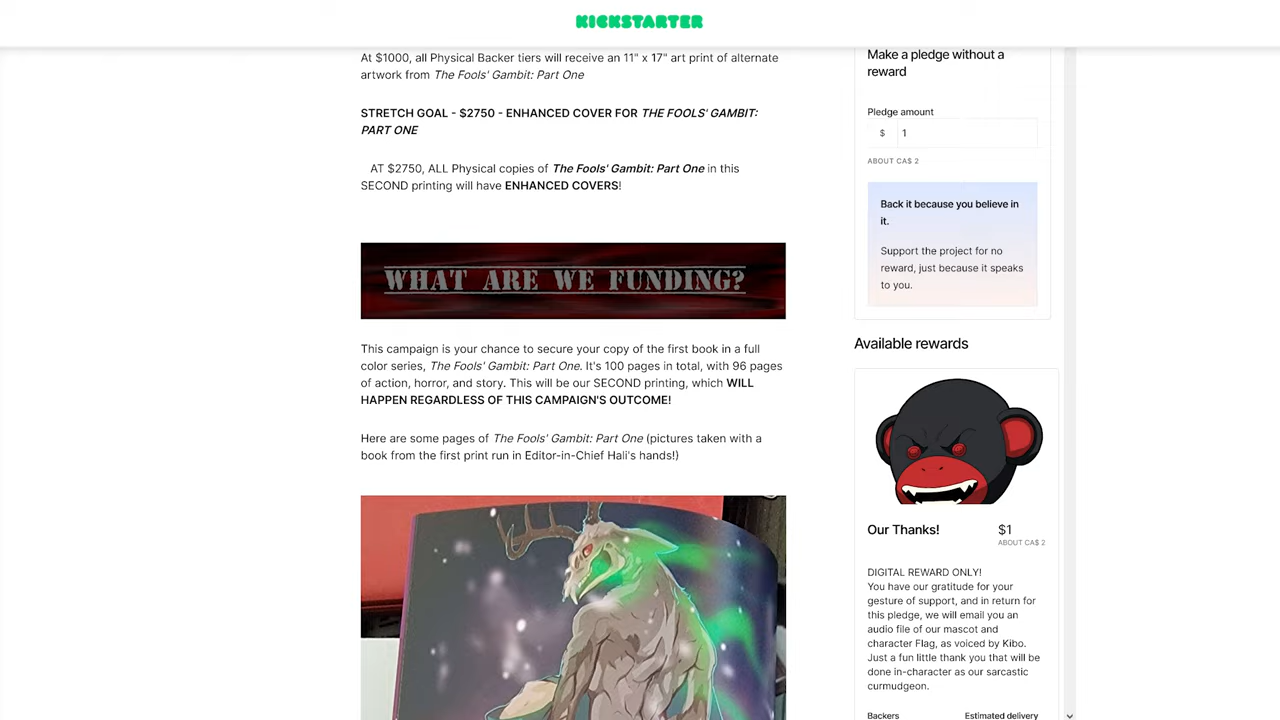 KICKSTARTER
At $1000, all Physical Backer tiers will receive an 11" x 17" art print of alternate
artwork from The Fools' Gambit: Part One
STRETCH GOAL - $2750 - ENHANCED COVER FOR THE FOOLS' GAMBIT:
PART ONE
AT $2750, ALL Physical copies of The Fools' Gambit: Part One in this
SECOND printing will have ENHANCED COVERS!
WHAT ARE WE FUNDING?
This campaign is your chance to secure your copy of the first book in a full
color series, The Fools' Gambit: Part One. It's 100 pages in total, with 96 pages
of action, horror, and story. This will be our SECOND printing, which WILL
HAPPEN REGARDLESS OF THIS CAMPAIGN'S OUTCOME!
Here are some pages of The Fools' Gambit: Part One (pictures taken with a
book from the first print run in Editor-in-Chief Hali's hands!)
Make a pledge without a
reward
Pledge amount
$ 1
ABOUT CA$ 2
Back it because you believe in
it.
Support the project for no
reward, just because it speaks
to you.
Available rewards
Our Thanks! $1
ABOUT CA$ 2
DIGITAL REWARD ONLY!
You have our gratitude for your
gesture of support, and in return for
this pledge, we will email you an
audio file of our mascot and
character Flag, as voiced by Kibo.
Just a fun little thank you that will be
done in-character as our sarcastic
curmudgeon.
Backers Estimated delivery